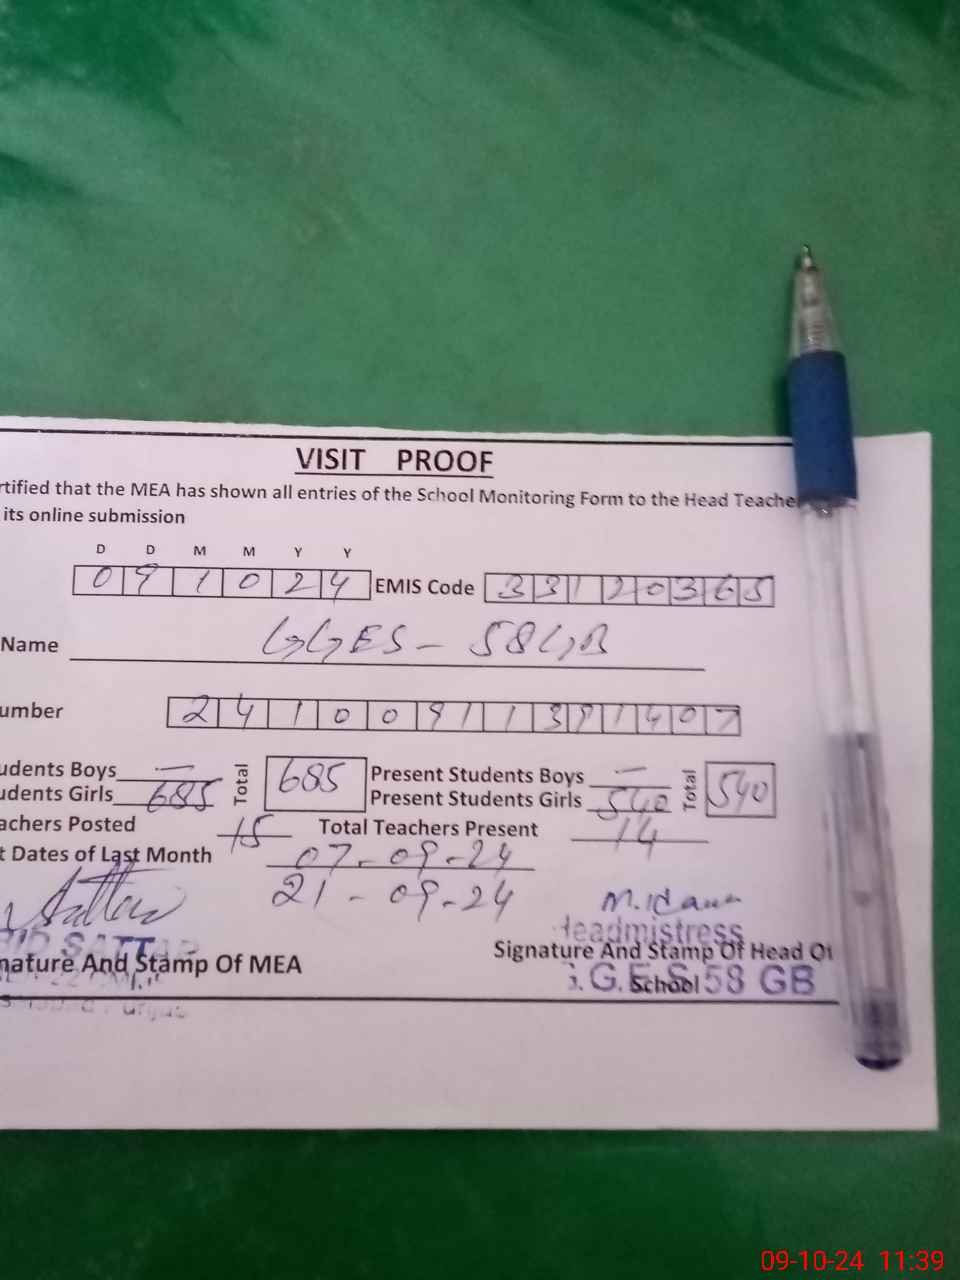 VISIT PROOF
rtified that the MEA has shown all entries of the School Monitoring Form to the Head Teache
its online submission
D D M M Y Y
0 9 1 0 2 4 EMIS Code 3 3 1 2 0 3 6 5
Name GGES - 58GB
umber 2 4 1 0 0 9 1 1 3 9 1 4 0 7
udents Boys — Total 685 Present Students Boys — Total 540
udents Girls 685 Present Students Girls 540
achers Posted 15 Total Teachers Present 14
t Dates of Last Month 07-09-24
21-09-24
Headmistress
SATTAR
nature And Stamp Of MEA Signature And Stamp Of Head Of
School
G.E.S 58 GB
09-10-24 11:39